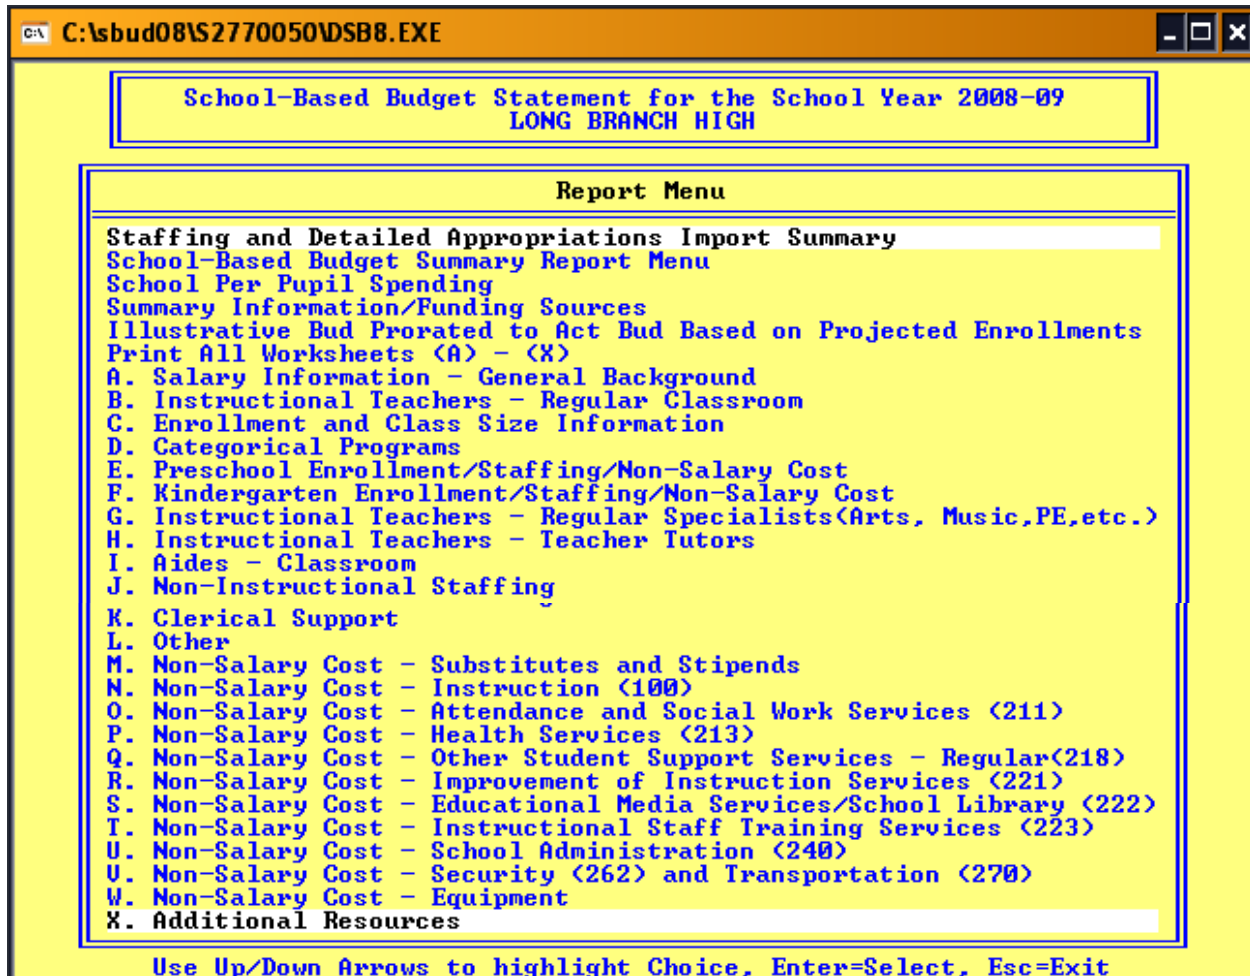 C:\sbud08\S2770050\DSB8.EXE
School-Based Budget Statement for the School Year 2008-09
LONG BRANCH HIGH
Report Menu
Staffing and Detailed Appropriations Import Summary
School-Based Budget Summary Report Menu
School Per Pupil Spending
Summary Information/Funding Sources
Illustrative Bud Prorated to Act Bud Based on Projected Enrollments
Print All Worksheets (A) - (X)
A. Salary Information - General Background
B. Instructional Teachers - Regular Classroom
C. Enrollment and Class Size Information
D. Categorical Programs
E. Preschool Enrollment/Staffing/Non-Salary Cost
F. Kindergarten Enrollment/Staffing/Non-Salary Cost
G. Instructional Teachers - Regular Specialists(Arts, Music,PE,etc.)
H. Instructional Teachers - Teacher Tutors
I. Aides - Classroom
J. Non-Instructional Staffing
K. Clerical Support
L. Other
M. Non-Salary Cost - Substitutes and Stipends
N. Non-Salary Cost - Instruction (100)
O. Non-Salary Cost - Attendance and Social Work Services (211)
P. Non-Salary Cost - Health Services (213)
Q. Non-Salary Cost - Other Student Support Services - Regular(218)
R. Non-Salary Cost - Improvement of Instruction Services (221)
S. Non-Salary Cost - Educational Media Services/School Library (222)
T. Non-Salary Cost - Instructional Staff Training Services (223)
U. Non-Salary Cost - School Administration (240)
V. Non-Salary Cost - Security (262) and Transportation (270)
W. Non-Salary Cost - Equipment
X. Additional Resources
Use Up/Down Arrows to highlight Choice, Enter=Select, Esc=Exit